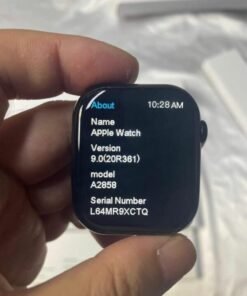 About 10:28 AM
Name
APPle Watch
Version
9.0(20R361)
model
A2858
Serial Number
L64MR9XCTQ